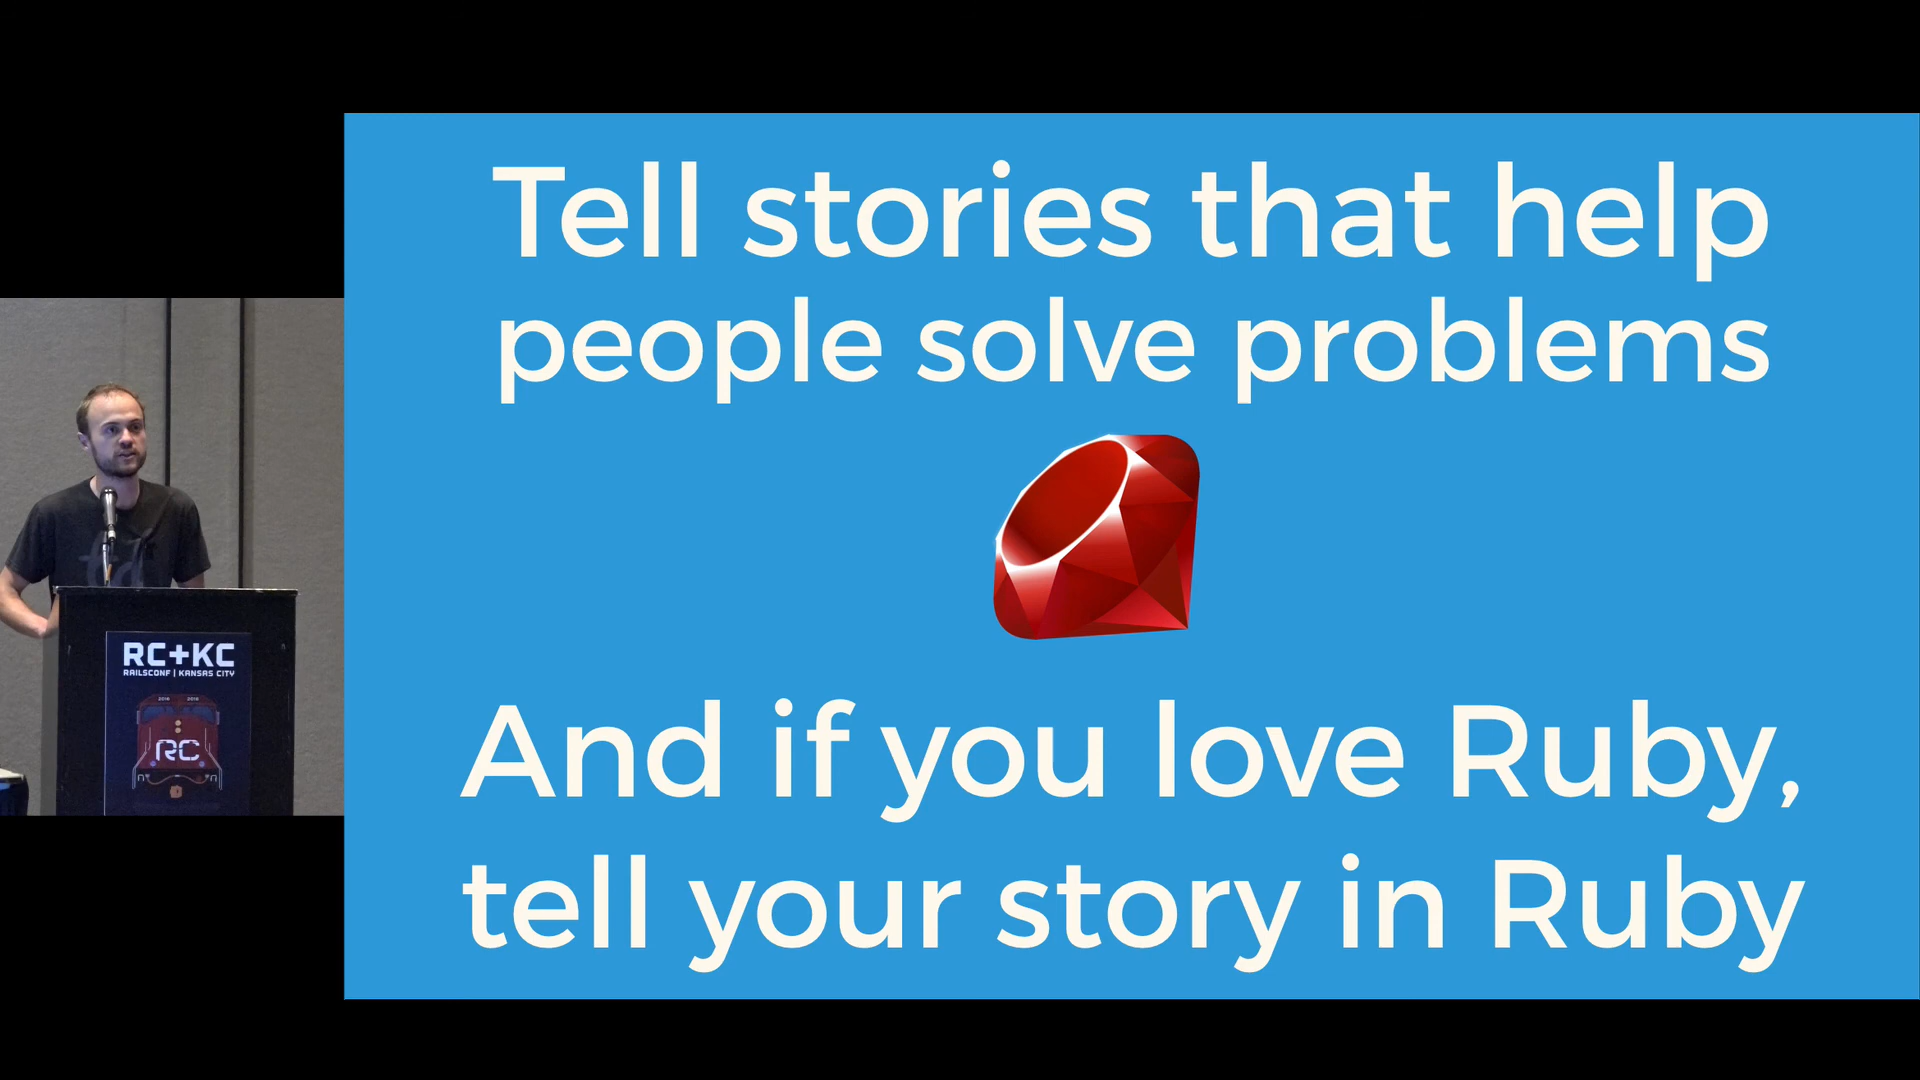 Tell stories that help
people solve problems
And if you love Ruby,
tell your story in Ruby
RC+KC
RAILSCONF | KANSAS CITY
RC